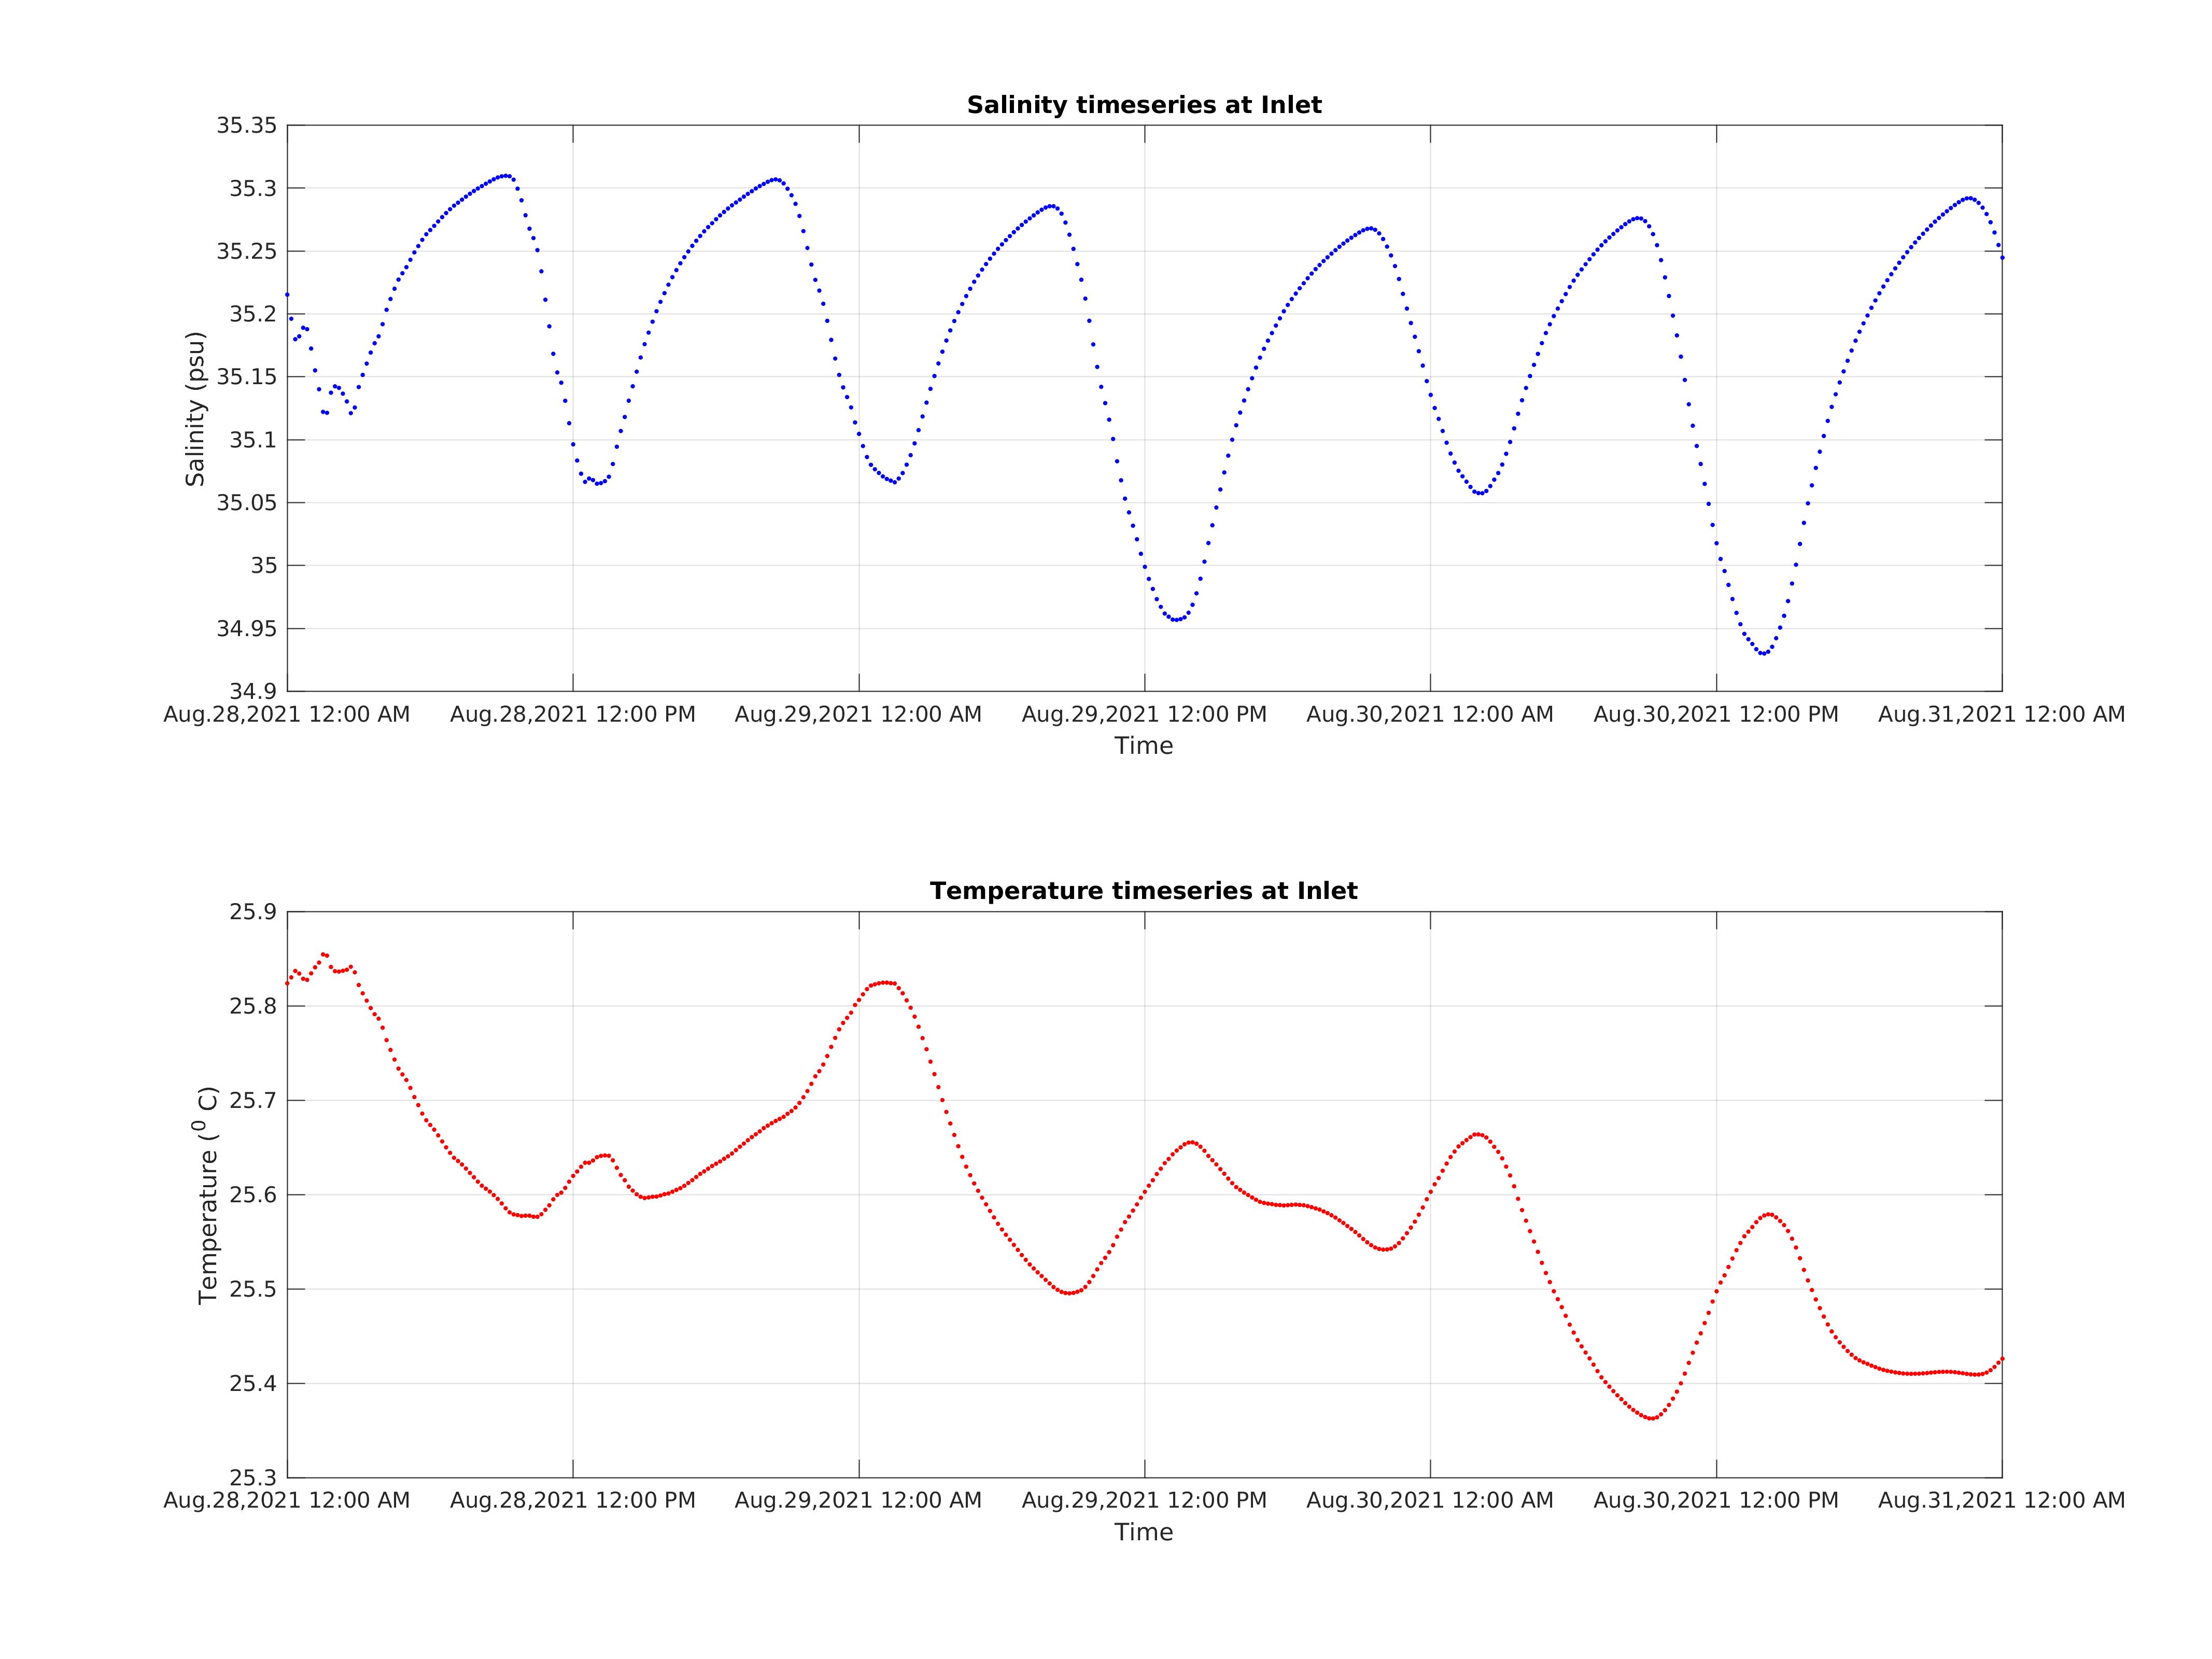 Salinity timeseries at Inlet
35.35
35.3
35.25
35.2
35.15
35.1
35.05
35
34.95
34.9
Salinity (psu)
Aug.28,2021 12:00 AM Aug.28,2021 12:00 PM Aug.29,2021 12:00 AM Aug.29,2021 12:00 PM Aug.30,2021 12:00 AM Aug.30,2021 12:00 PM Aug.31,2021 12:00 AM
Time
Temperature timeseries at Inlet
25.9
25.8
25.7
25.6
25.5
25.4
25.3
Temperature (⁰ C)
Aug.28,2021 12:00 AM Aug.28,2021 12:00 PM Aug.29,2021 12:00 AM Aug.29,2021 12:00 PM Aug.30,2021 12:00 AM Aug.30,2021 12:00 PM Aug.31,2021 12:00 AM
Time